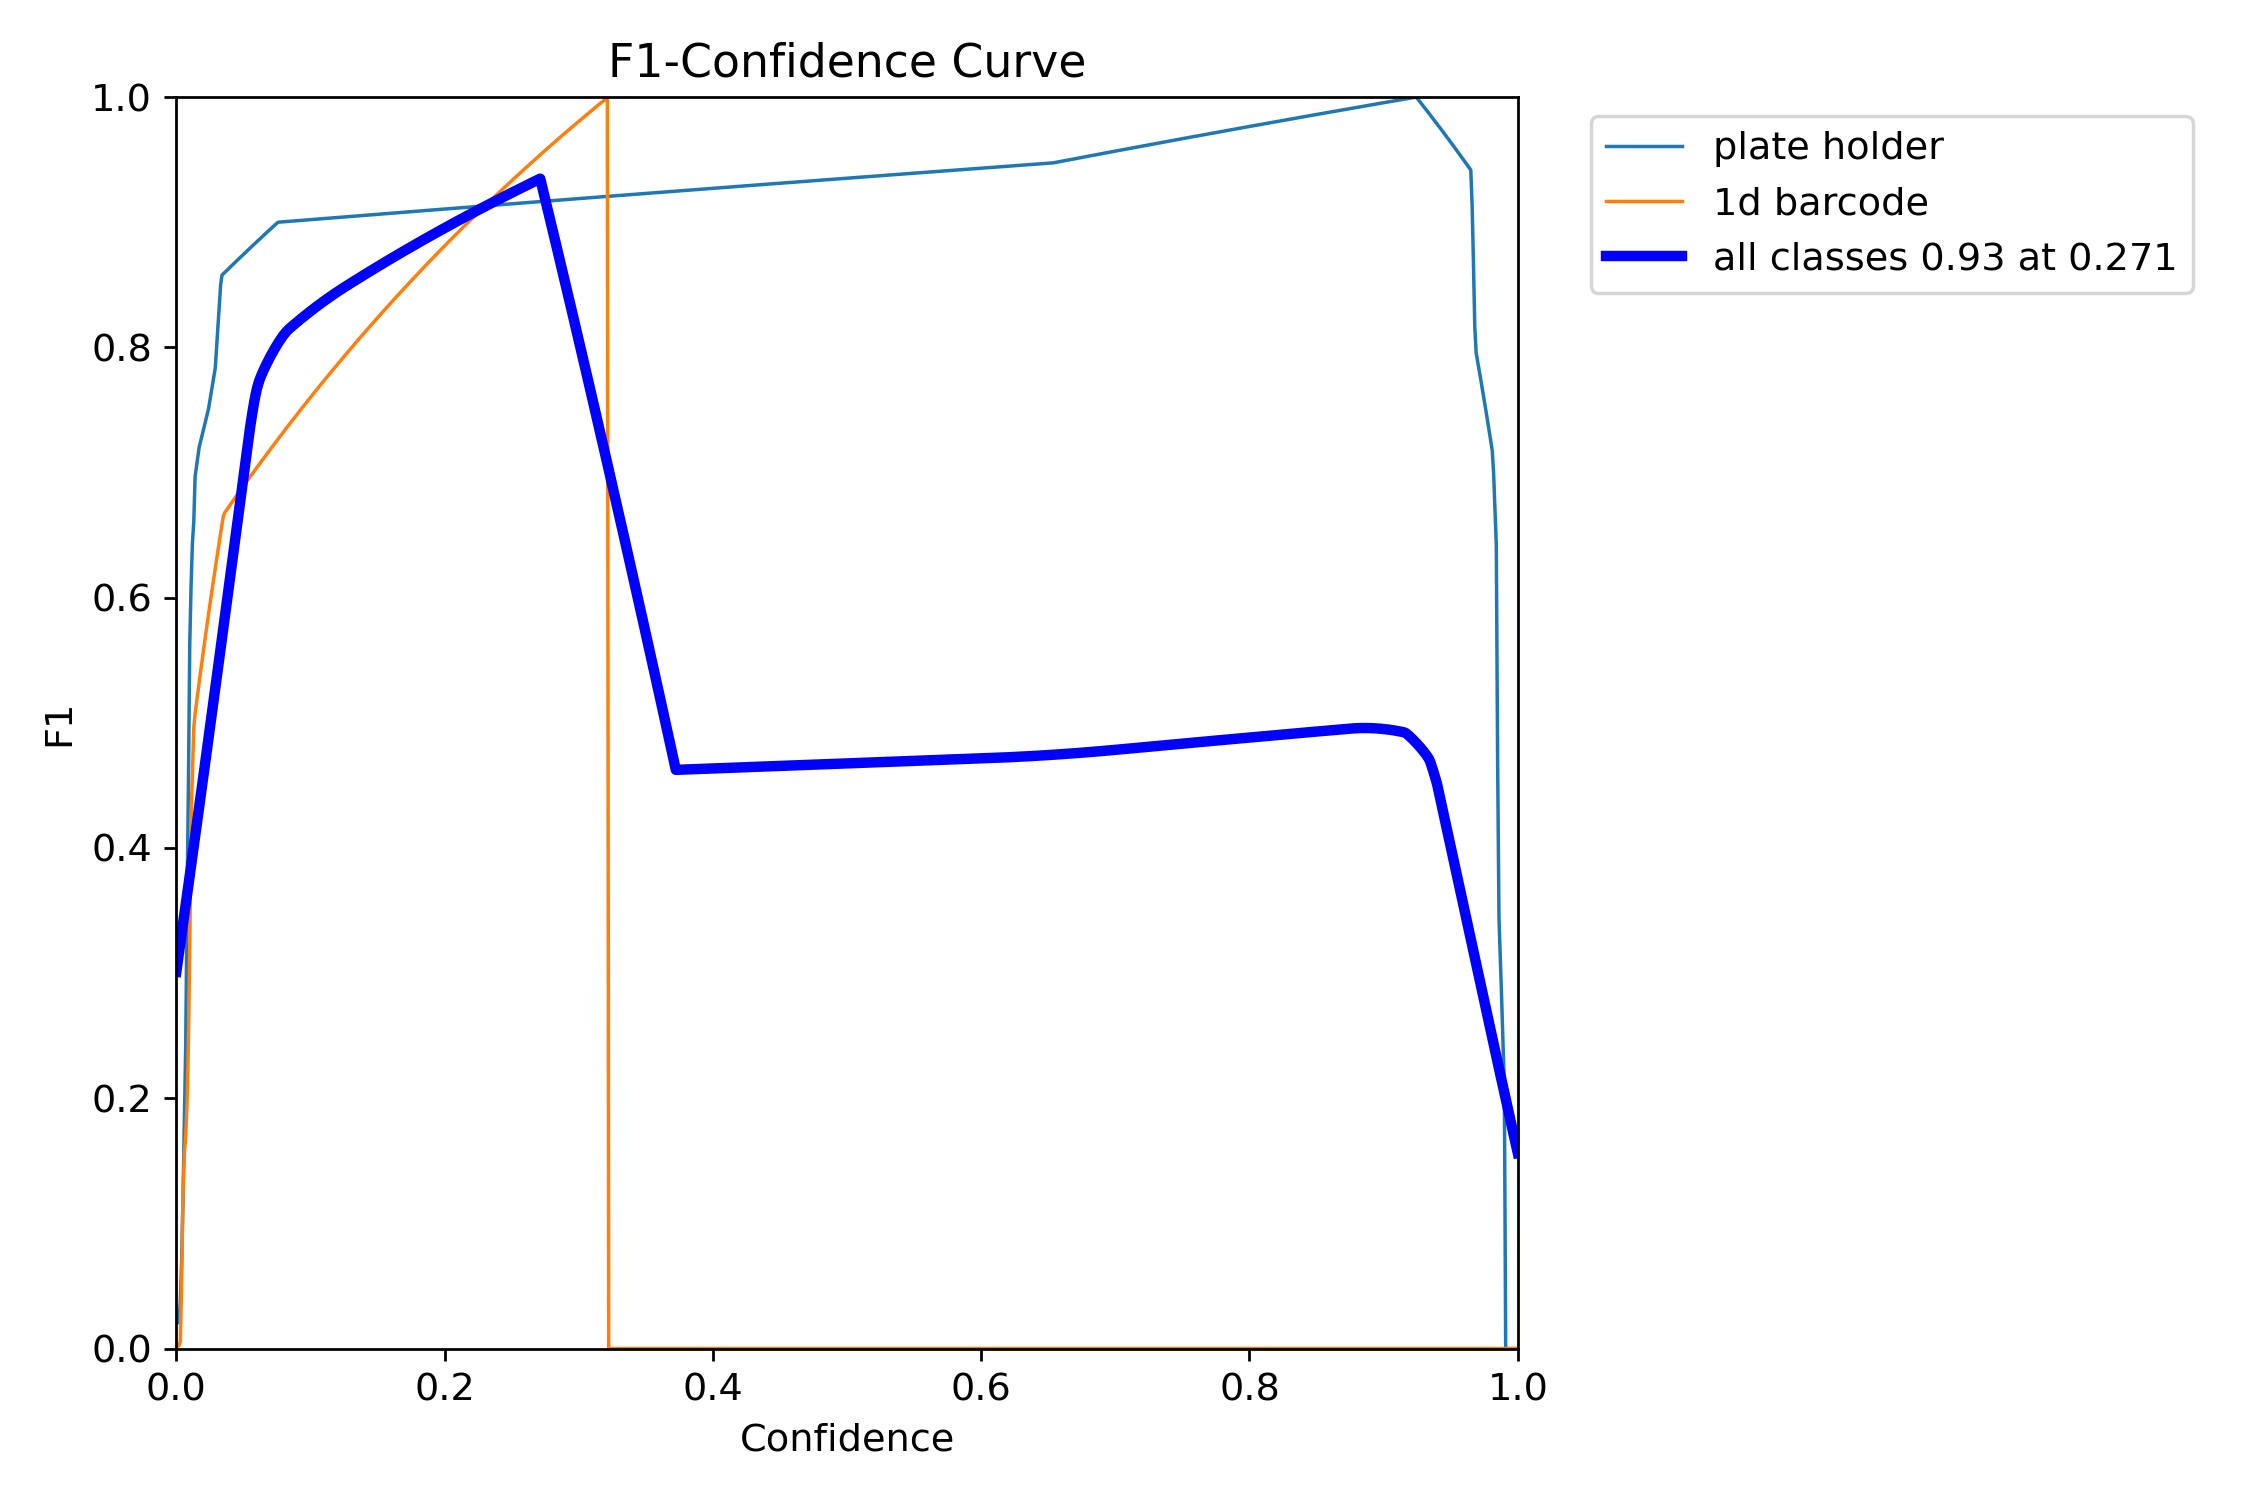 F1-Confidence Curve
1.0
0.8
0.6
0.4
0.2
0.0
F1
0.0 0.2 0.4 0.6 0.8 1.0
Confidence
plate holder
1d barcode
all classes 0.93 at 0.271